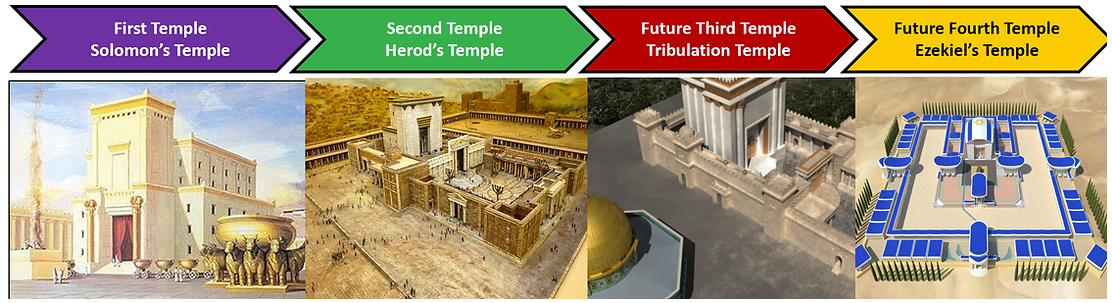 First Temple
Solomon’s Temple
Second Temple
Herod’s Temple
Future Third Temple
Tribulation Temple
Future Fourth Temple
Ezekiel’s Temple